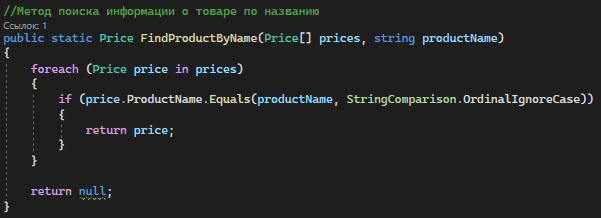 //Метод поиска информации о товаре по названию
Ссылок: 1
public static Price FindProductByName(Price[] prices, string productName)
{
    foreach (Price price in prices)
    {
        if (price.ProductName.Equals(productName, StringComparison.OrdinalIgnoreCase))
        {
            return price;
        }
    }

    return null;
}